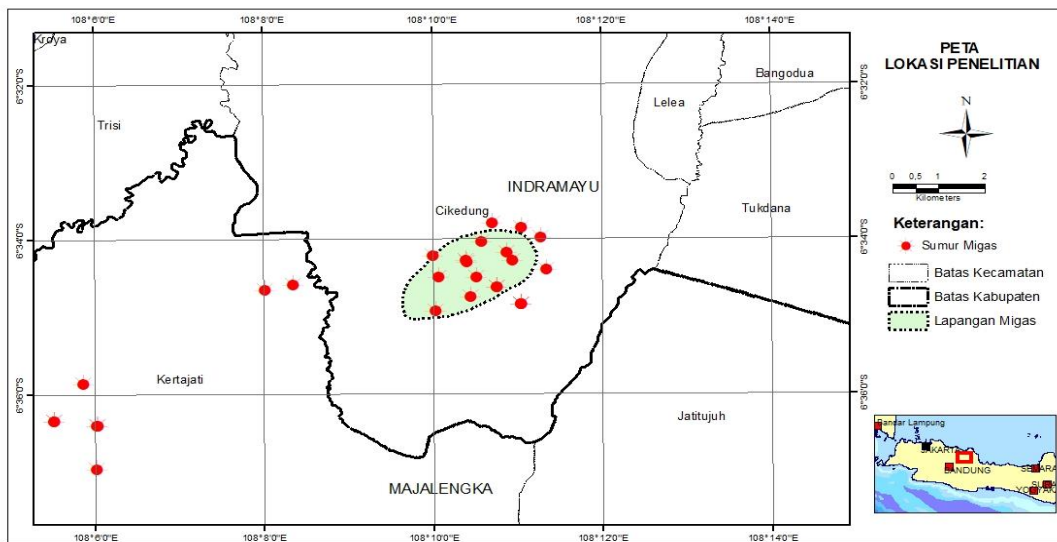 108°6'0"E
108°8'0"E
108°10'0"E
108°12'0"E
108°14'0"E
Kroya
Bangodua
6°32'0"S
6°32'0"S
Lelea
Trisi
INDRAMAYU
Cikedung
Tukdana
6°34'0"S
6°34'0"S
Kertajati
6°36'0"S
6°36'0"S
Jatitujuh
MAJALENGKA
108°6'0"E
108°8'0"E
108°10'0"E
108°12'0"E
108°14'0"E
PETA
LOKASI PENELITIAN
N
0 0,5 1 2
Kilometers
Keterangan:
Sumur Migas
Batas Kecamatan
Batas Kabupaten
Lapangan Migas
Bandar Lampung
JAKARTA
BANDUNG